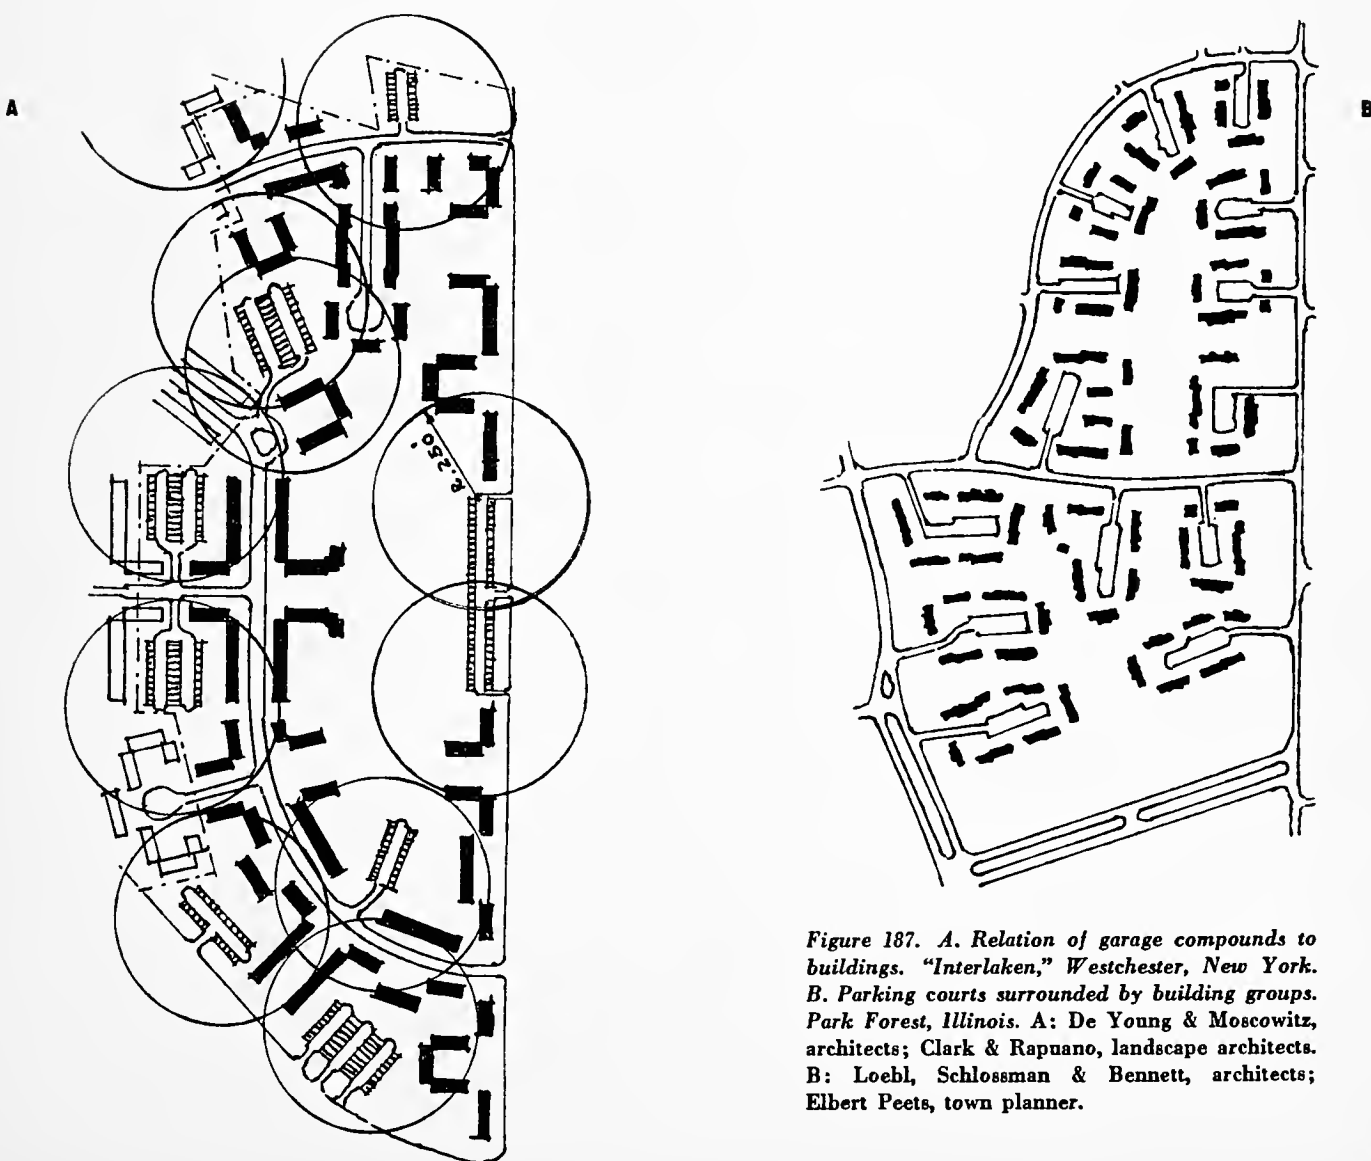 A
B
R. 250'
Figure 187. A. Relation of garage compounds to
buildings. "Interlaken," Westchester, New York.
B. Parking courts surrounded by building groups.
Park Forest, Illinois. A: De Young & Moscowitz,
architects; Clark & Rapuano, landscape architects.
B: Loebl, Schlossman & Bennett, architects;
Elbert Peets, town planner.